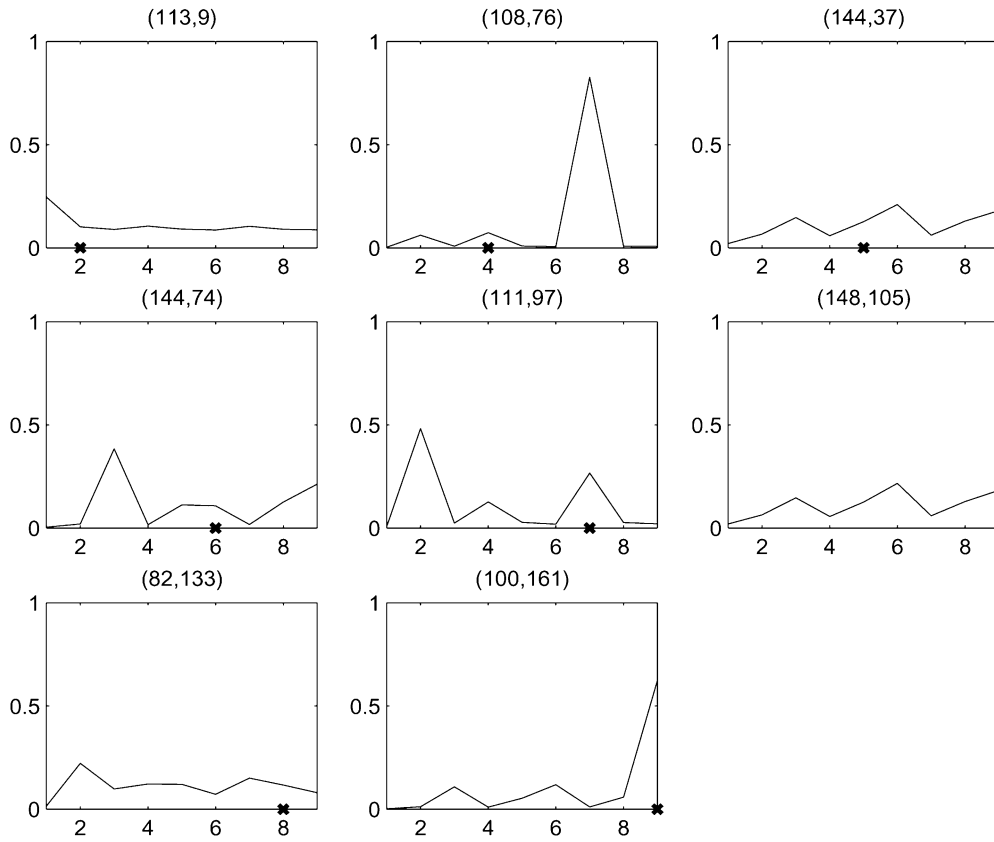 (113,9) (108,76) (144,37)
1 1 1
0.5 0.5 0.5
0 0 0
2 4 6 8 2 4 6 8 2 4 6 8
(144,74) (111,97) (148,105)
1 1 1
0.5 0.5 0.5
0 0 0
2 4 6 8 2 4 6 8 2 4 6 8
(82,133) (100,161)
1 1
0.5 0.5
0 0
2 4 6 8 2 4 6 8